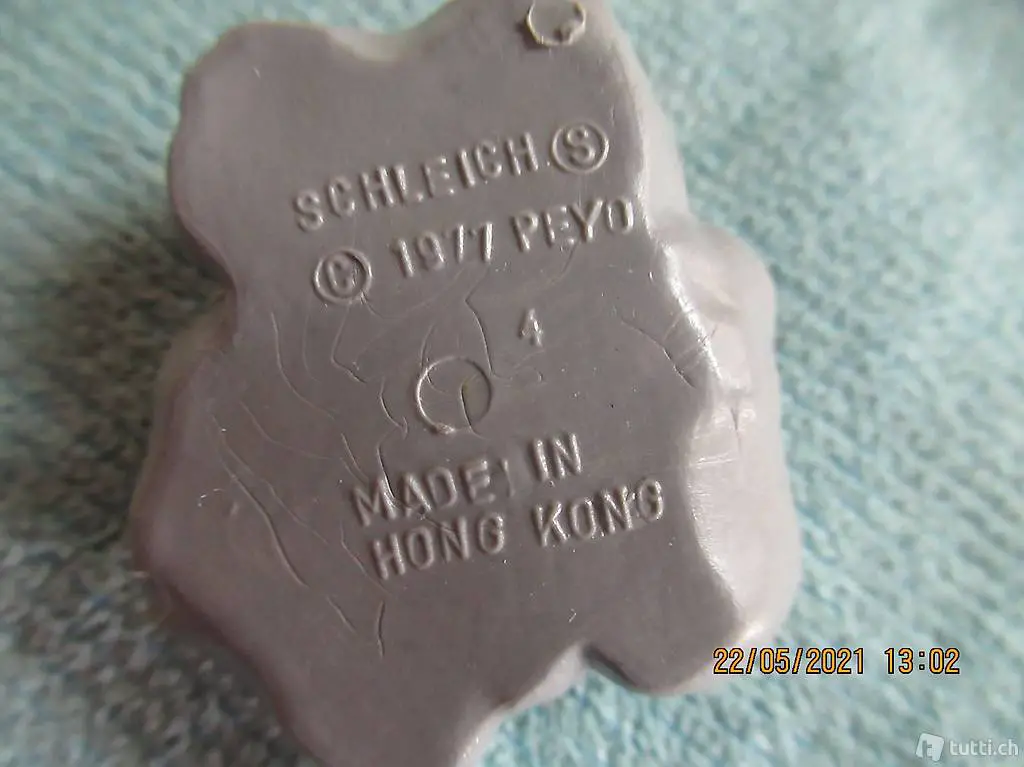 SCHLEICH Ⓢ
© 1977 PEYO
4
MADE IN
HONG KONG
22/05/2021 13:02
tutti.ch